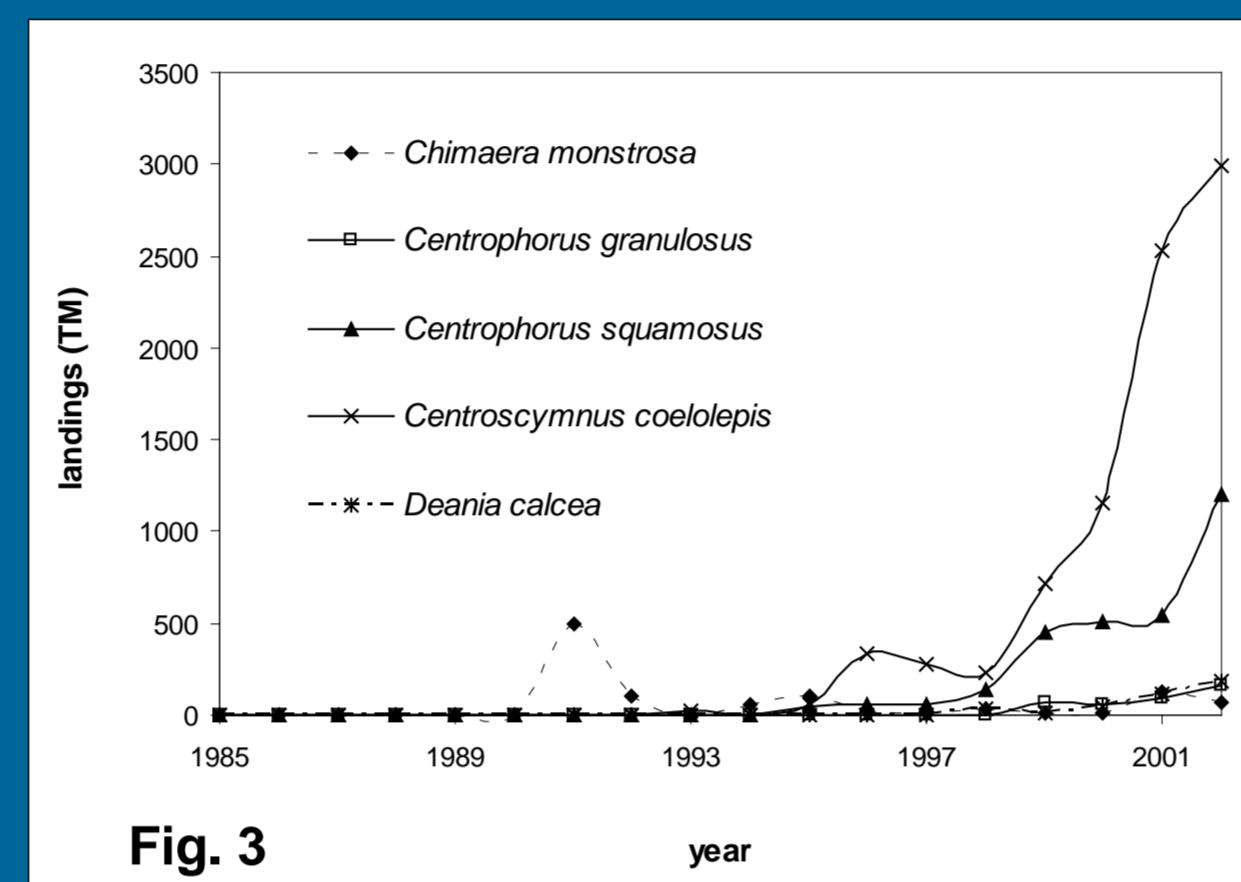 3500
3000
2500
2000
1500
1000
500
0
landings (TM)
Chimaera monstrosa
Centrophorus granulosus
Centrophorus squamosus
Centroscymnus coelolepis
Deania calcea
1985 1989 1993 1997 2001
Fig. 3 year